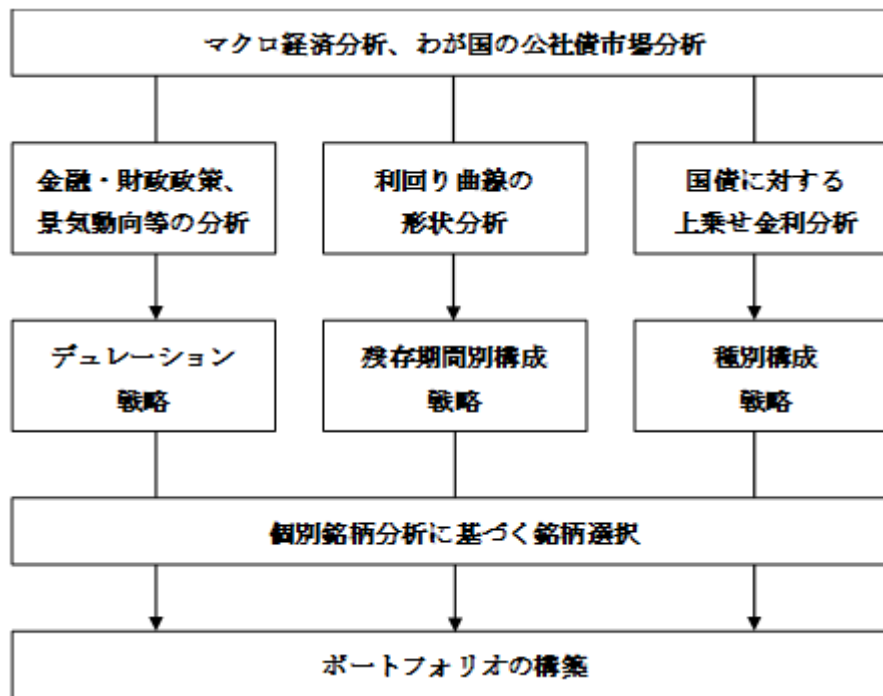 マクロ経済分析、わが国の公社債市場分析
金融・財政政策、
景気動向等の分析
利回り曲線の
形状分析
国債に対する
上乗せ金利分析
デュレーション
戦略
残存期間別構成
戦略
種別構成
戦略
個別銘柄分析に基づく銘柄選択
ポートフォリオの構築